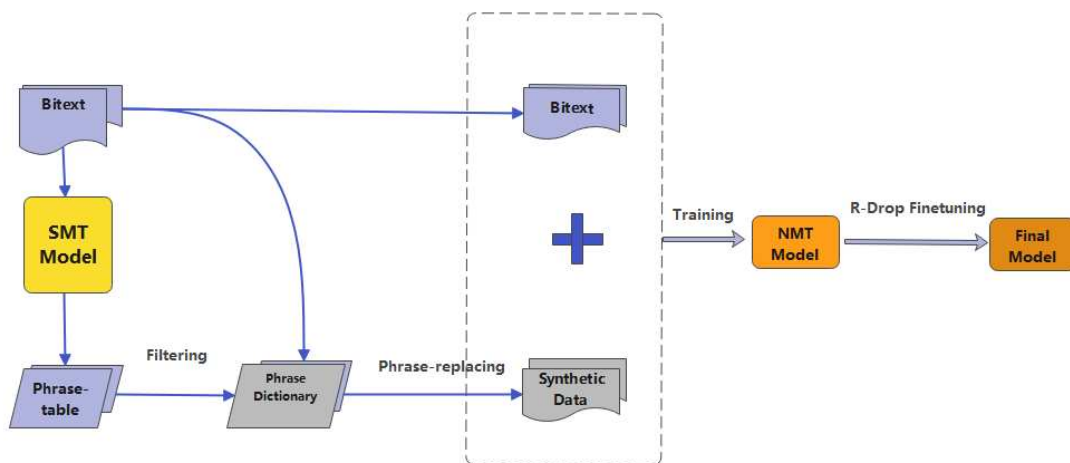 Bitext
Bitext
SMT
Model
Training
NMT
Model
R-Drop Finetuning
Final
Model
Filtering
Phrase-replacing
Phrase-
table
Phrase
Dictionary
Synthetic
Data